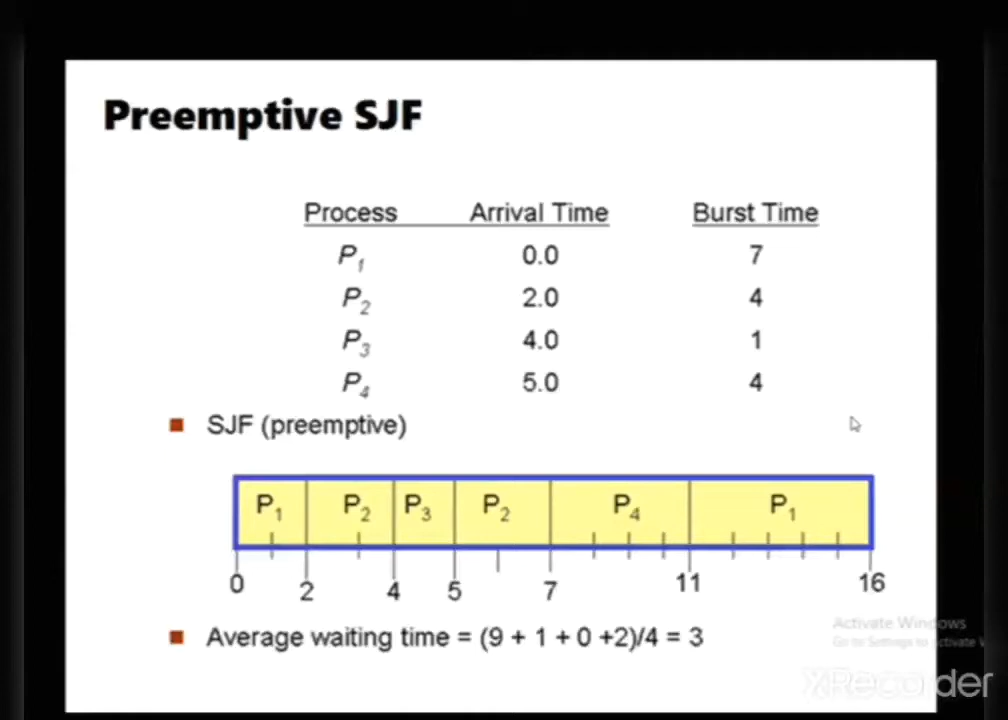 Preemptive SJF
Process Arrival Time Burst Time
P1 0.0 7
P2 2.0 4
P3 4.0 1
P4 5.0 4
SJF (preemptive)
P1 P2 P3 P2 P4 P1
0 2 4 5 7 11 16
Average waiting time = (9 + 1 + 0 +2)/4 = 3
Activate Windows
Go to Settings to activate W
XRecorder